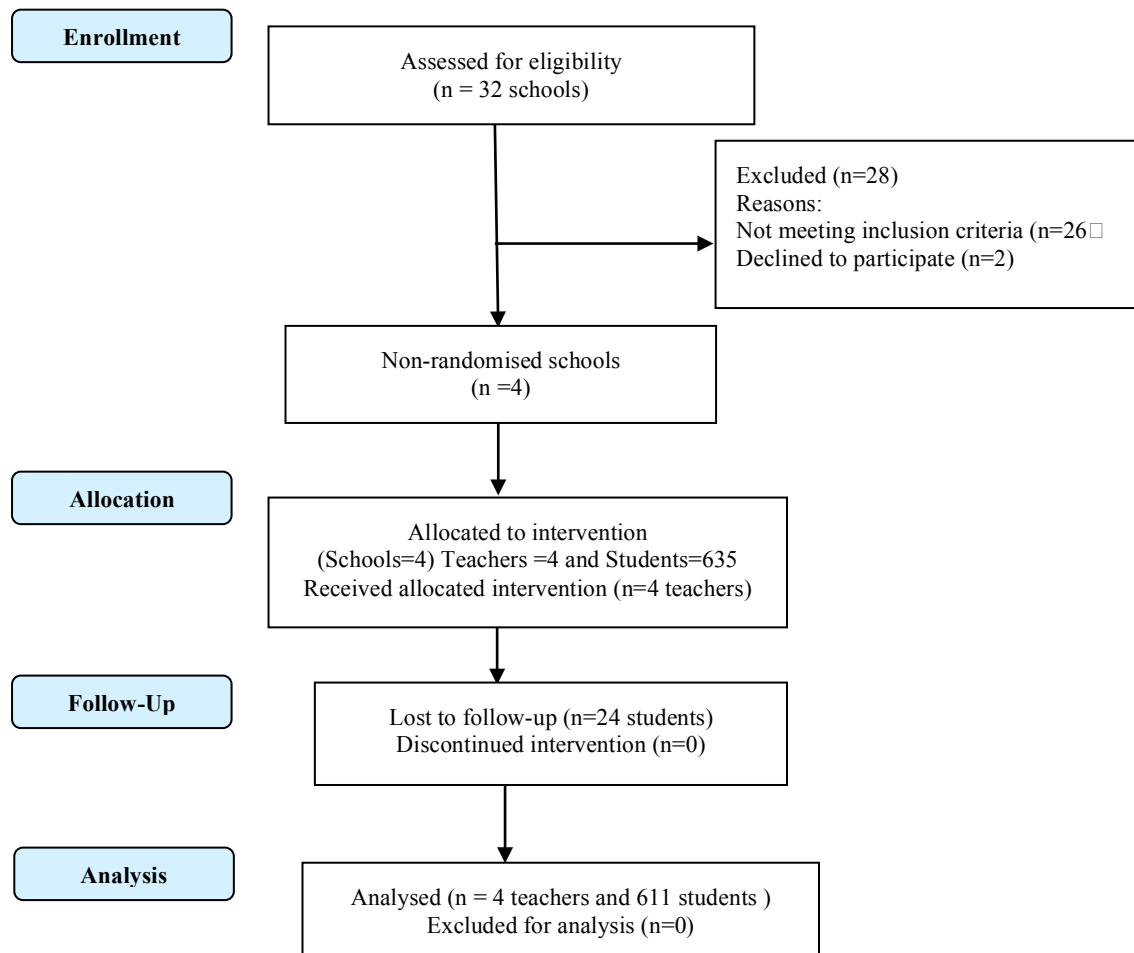 Enrollment
Assessed for eligibility
(n = 32 schools)
Excluded (n=28)
Reasons:
Not meeting inclusion criteria (n=26□
Declined to participate (n=2)
Non-randomised schools
(n =4)
Allocation
Allocated to intervention
(Schools=4) Teachers =4 and Students=635
Received allocated intervention (n=4 teachers)
Follow-Up
Lost to follow-up (n=24 students)
Discontinued intervention (n=0)
Analysis
Analysed (n = 4 teachers and 611 students )
Excluded for analysis (n=0)